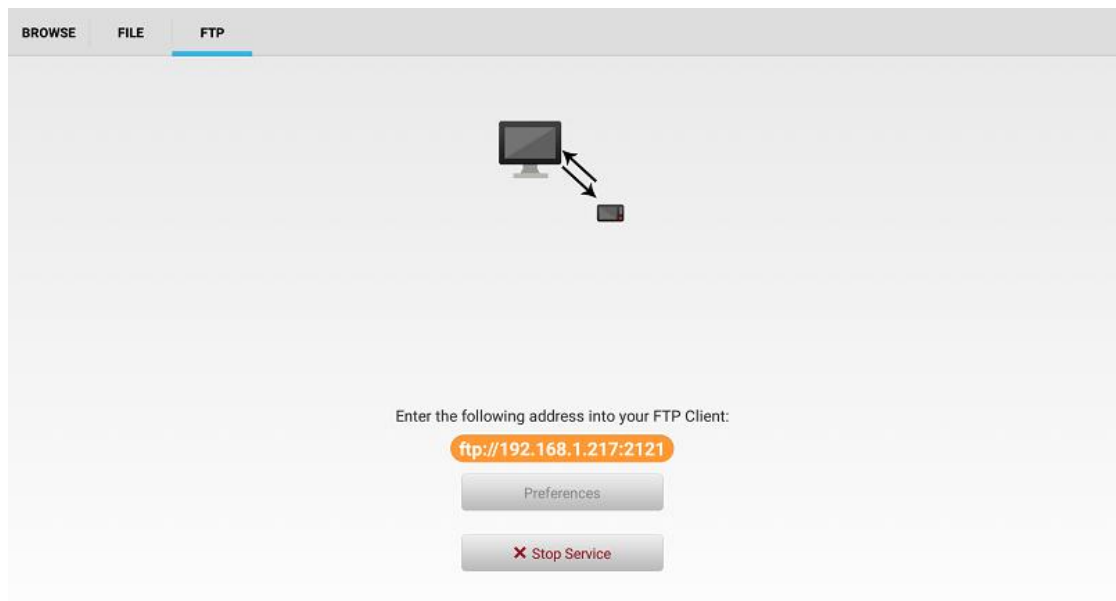 BROWSE FILE FTP
Enter the following address into your FTP Client:
ftp://192.168.1.217:2121
Preferences
✕ Stop Service